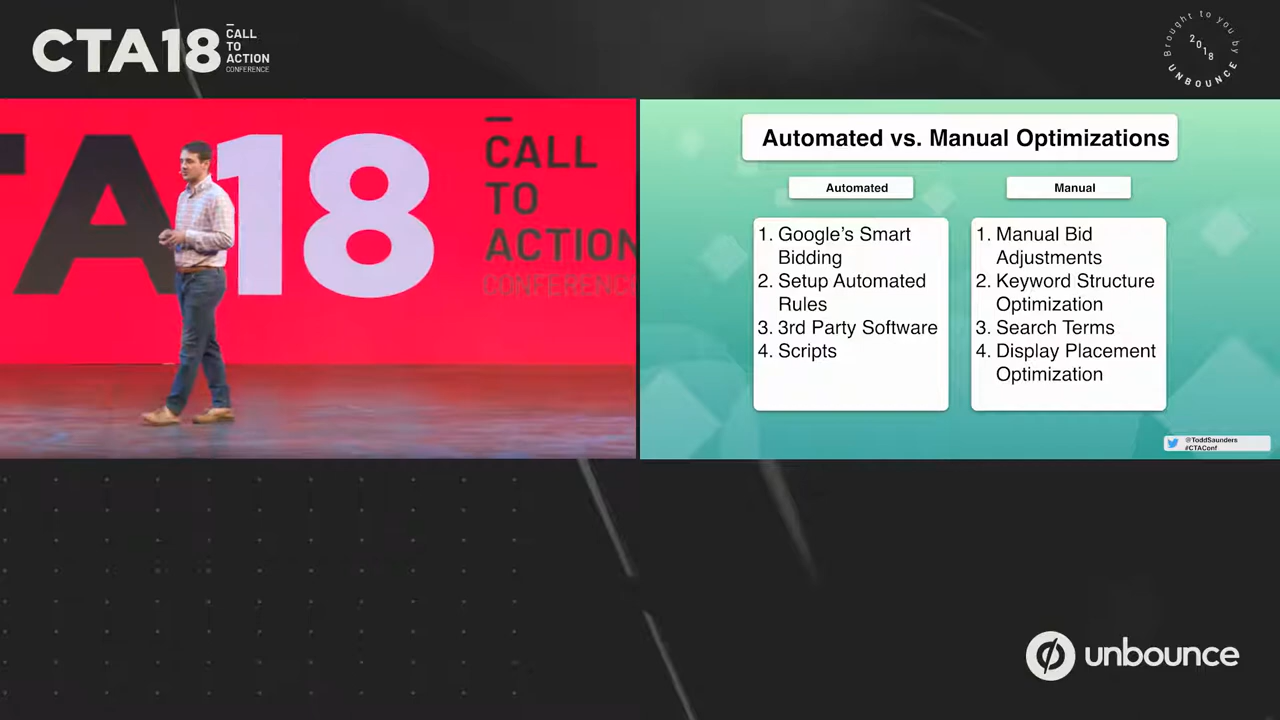 CTA18
CALL
TO
ACTION
CONFERENCE
Brought to you by
2018
UNBOUNCE
TA18
CALL
TO
ACTION
CONFERENCE
Automated vs. Manual Optimizations
Automated
1. Google's Smart
Bidding
2. Setup Automated
Rules
3. 3rd Party Software
4. Scripts
Manual
1. Manual Bid
Adjustments
2. Keyword Structure
Optimization
3. Search Terms
4. Display Placement
Optimization
@ToddSaunders
#CTAConf
unbounce